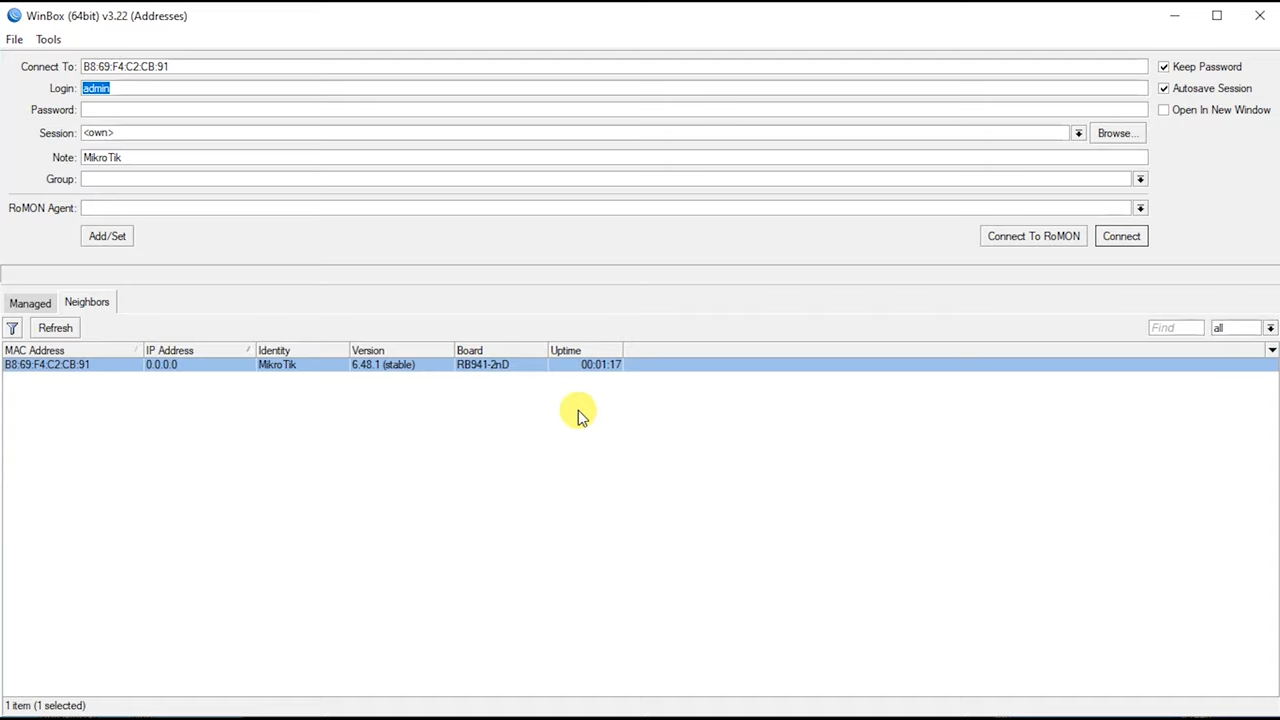 WinBox (64bit) v3.22 (Addresses)
File Tools
Connect To: B8:69:F4:C2:CB:91 Keep Password
Login: admin Autosave Session
Password: Open In New Window
Session: <own> Browse...
Note: MikroTik
Group:
RoMON Agent:
Add/Set Connect To RoMON Connect
Managed Neighbors
Refresh Find all
MAC Address IP Address Identity Version Board Uptime
B8:69:F4:C2:CB:91 0.0.0.0 MikroTik 6.48.1 (stable) RB941-2nD 00:01:17
1 item (1 selected)